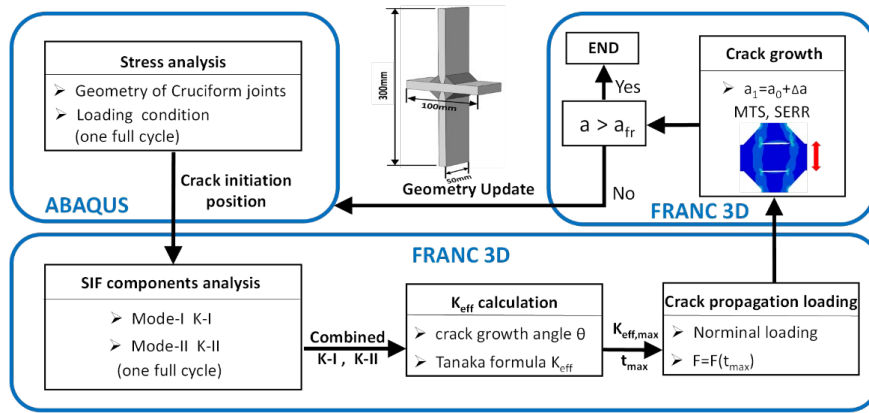 Stress analysis
➢ Geometry of Cruciform joints
➢ Loading condition
(one full cycle)
ABAQUS
Crack initiation
position
300mm
100mm
50mm
Geometry Update
END
Yes
a > a_fr
No
Crack growth
➢ a₁=a₀+Δa
MTS, SERR
FRANC 3D
FRANC 3D
SIF components analysis
➢ Mode-I K-I
➢ Mode-II K-II
(one full cycle)
Combined
K-I , K-II
K_eff calculation
➢ crack growth angle θ
➢ Tanaka formula K_eff
K_eff,max
t_max
Crack propagation loading
➢ Norminal loading
➢ F=F(t_max)